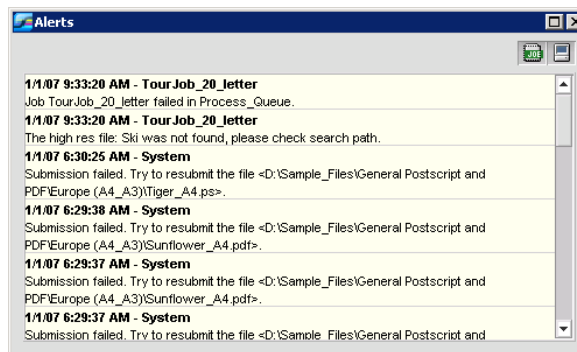 Alerts
JOB
1/1/07 9:33:20 AM - TourJob_20_letter
Job TourJob_20_letter failed in Process_Queue.
1/1/07 9:33:20 AM - TourJob_20_letter
The high res file: Ski was not found, please check search path.
1/1/07 6:30:25 AM - System
Submission failed. Try to resubmit the file <D:\Sample_Files\General Postscript and
PDF\Europe (A4_A3)\Tiger_A4.ps>.
1/1/07 6:29:38 AM - System
Submission failed. Try to resubmit the file <D:\Sample_Files\General Postscript and
PDF\Europe (A4_A3)\Sunflower_A4.pdf>.
1/1/07 6:29:37 AM - System
Submission failed. Try to resubmit the file <D:\Sample_Files\General Postscript and
PDF\Europe (A4_A3)\Sunflower_A4.pdf>.
1/1/07 6:29:37 AM - System
Submission failed. Try to resubmit the file <D:\Sample_Files\General Postscript and